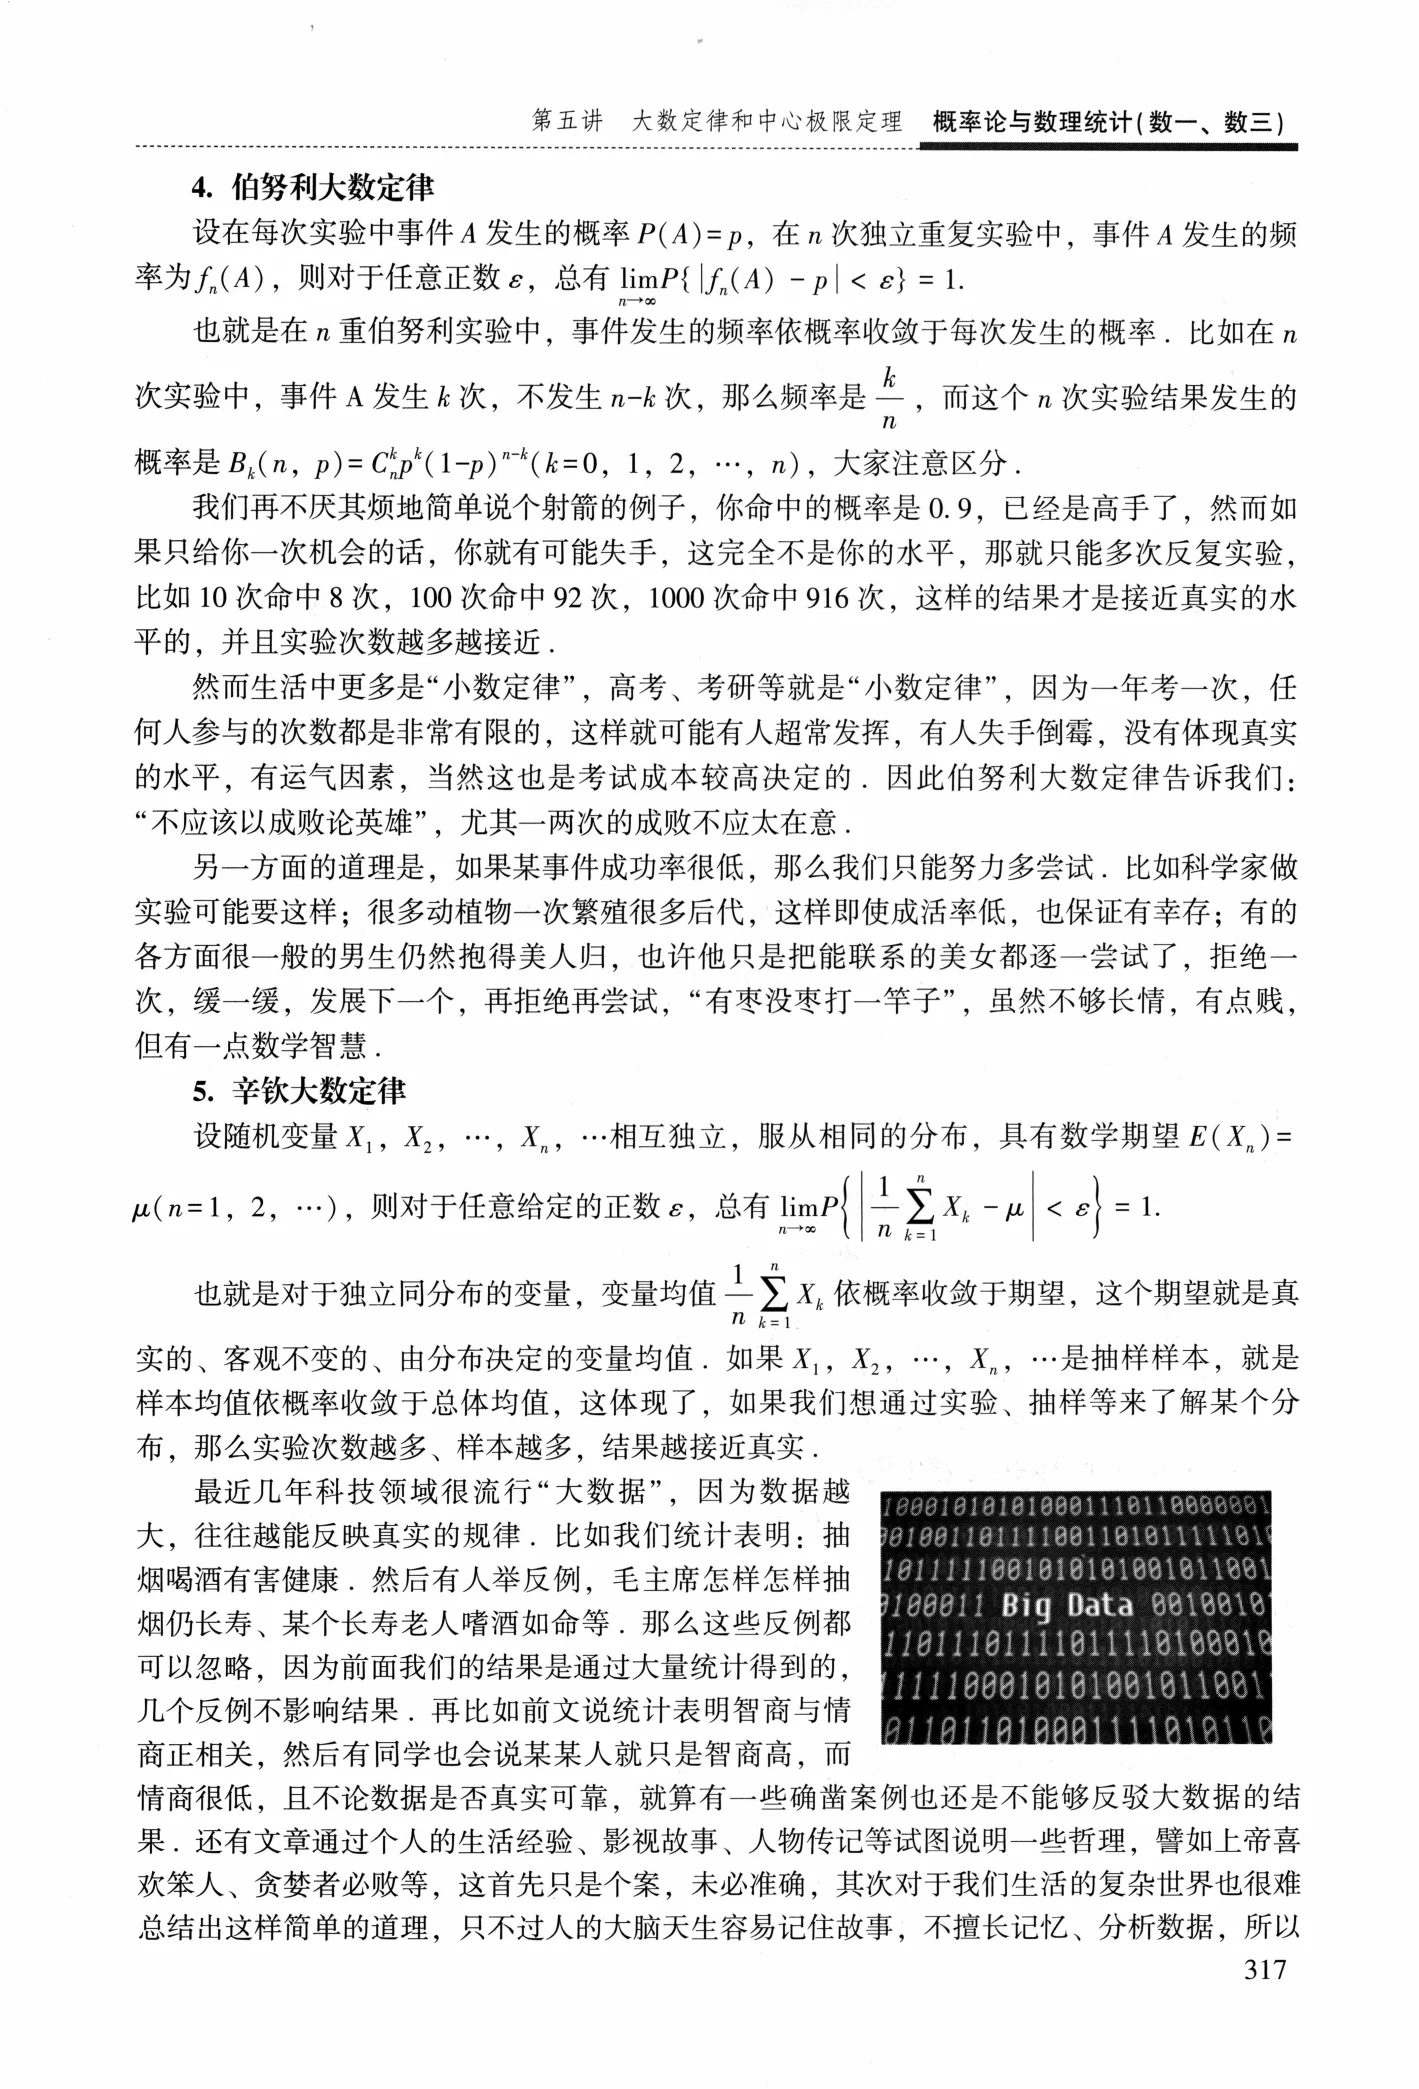 第五讲 大数定律和中心极限定理 概率论与数理统计(数一、数三)
4. 伯努利大数定律
设在每次实验中事件 A 发生的概率 P(A)=p，在 n 次独立重复实验中，事件 A 发生的频
率为 fₙ(A)，则对于任意正数 ε，总有 lim_{n→∞} P{|fₙ(A) − p| < ε} = 1.
也就是在 n 重伯努利实验中，事件发生的频率依概率收敛于每次发生的概率．比如在 n
次实验中，事件 A 发生 k 次，不发生 n-k 次，那么频率是 k/n，而这个 n 次实验结果发生的
概率是 Bₖ(n，p)= Cₙᵏpᵏ(1-p)ⁿ⁻ᵏ(k=0，1，2，…，n)，大家注意区分．
我们再不厌其烦地简单说个射箭的例子，你命中的概率是 0.9，已经是高手了，然而如
果只给你一次机会的话，你就有可能失手，这完全不是你的水平，那就只能多次反复实验，
比如 10 次命中 8 次，100 次命中 92 次，1000 次命中 916 次，这样的结果才是接近真实的水
平的，并且实验次数越多越接近．
然而生活中更多是“小数定律”，高考、考研等就是“小数定律”，因为一年考一次，任
何人参与的次数都是非常有限的，这样就可能有人超常发挥，有人失手倒霉，没有体现真实
的水平，有运气因素，当然这也是考试成本较高决定的．因此伯努利大数定律告诉我们：
“不应该以成败论英雄”，尤其一两次的成败不应太在意．
另一方面的道理是，如果某事件成功率很低，那么我们只能努力多尝试．比如科学家做
实验可能要这样；很多动植物一次繁殖很多后代，这样即使成活率低，也保证有幸存；有的
各方面很一般的男生仍然抱得美人归，也许他只是把能联系的美女都逐一尝试了，拒绝一
次，缓一缓，发展下一个，再拒绝再尝试，“有枣没枣打一竿子”，虽然不够长情，有点贱，
但有一点数学智慧．
5. 辛钦大数定律
设随机变量 X₁，X₂，…，Xₙ，…相互独立，服从相同的分布，具有数学期望 E(Xₙ)=
μ(n=1，2，…)，则对于任意给定的正数 ε，总有 lim_{n→∞} P{|1/n ∑_{k=1}^{n} Xₖ − μ| < ε} = 1.
也就是对于独立同分布的变量，变量均值 1/n ∑_{k=1}^{n} Xₖ 依概率收敛于期望，这个期望就是真
实的、客观不变的、由分布决定的变量均值．如果 X₁，X₂，…，Xₙ，…是抽样样本，就是
样本均值依概率收敛于总体均值，这体现了，如果我们想通过实验、抽样等来了解某个分
布，那么实验次数越多、样本越多，结果越接近真实．
最近几年科技领域很流行“大数据”，因为数据越
大，往往越能反映真实的规律．比如我们统计表明：抽
烟喝酒有害健康．然后有人举反例，毛主席怎样怎样抽
烟仍长寿、某个长寿老人嗜酒如命等．那么这些反例都
可以忽略，因为前面我们的结果是通过大量统计得到的，
几个反例不影响结果．再比如前文说统计表明智商与情
商正相关，然后有同学也会说某某人就只是智商高，而
Big Data
情商很低，且不论数据是否真实可靠，就算有一些确凿案例也还是不能够反驳大数据的结
果．还有文章通过个人的生活经验、影视故事、人物传记等试图说明一些哲理，譬如上帝喜
欢笨人、贪婪者必败等，这首先只是个案，未必准确，其次对于我们生活的复杂世界也很难
总结出这样简单的道理，只不过人的大脑天生容易记住故事，不擅长记忆、分析数据，所以
317